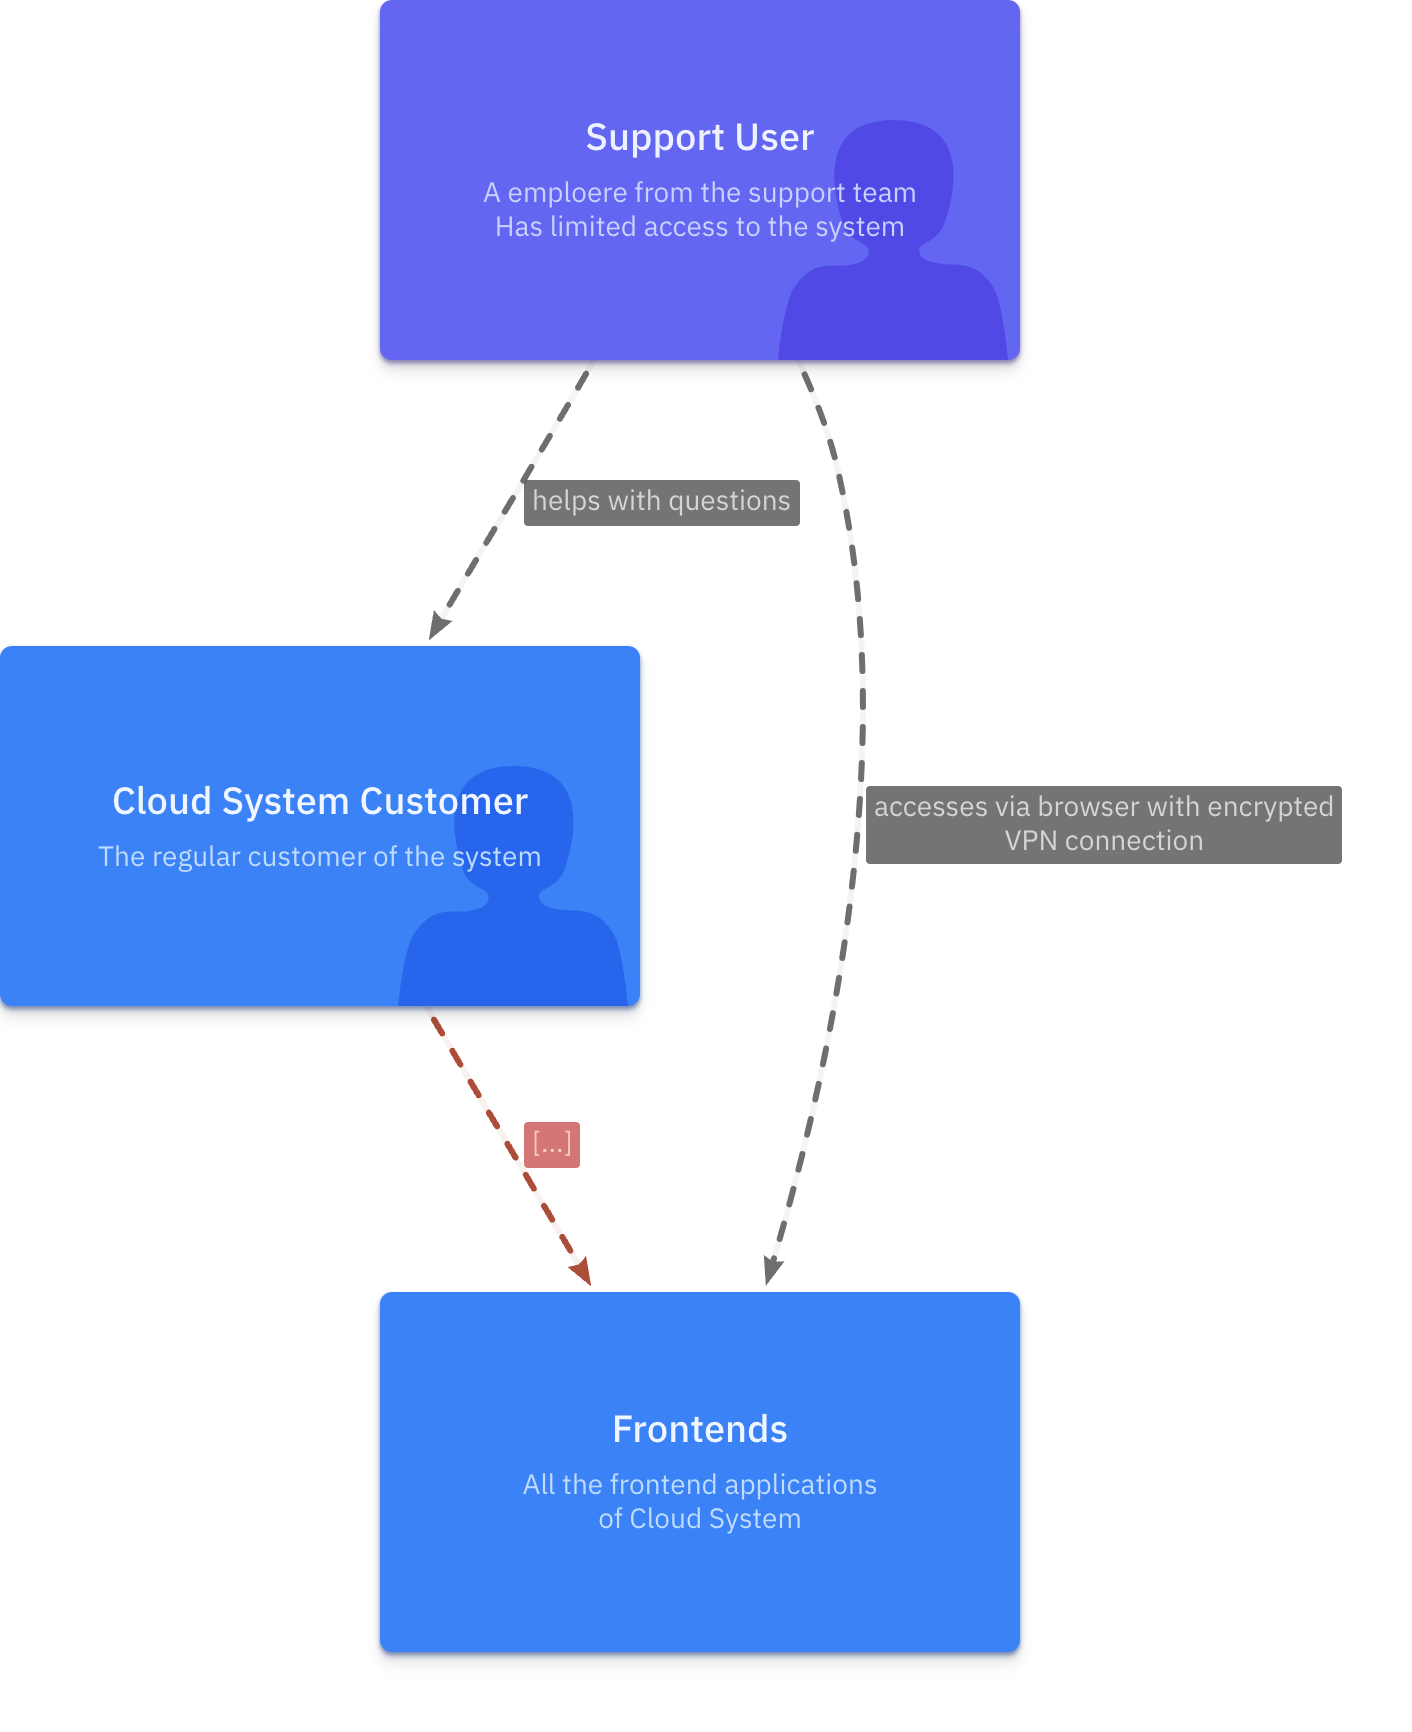 Support User
A emploere from the support team
Has limited access to the system
helps with questions
Cloud System Customer
The regular customer of the system
accesses via browser with encrypted
VPN connection
[...]
Frontends
All the frontend applications
of Cloud System